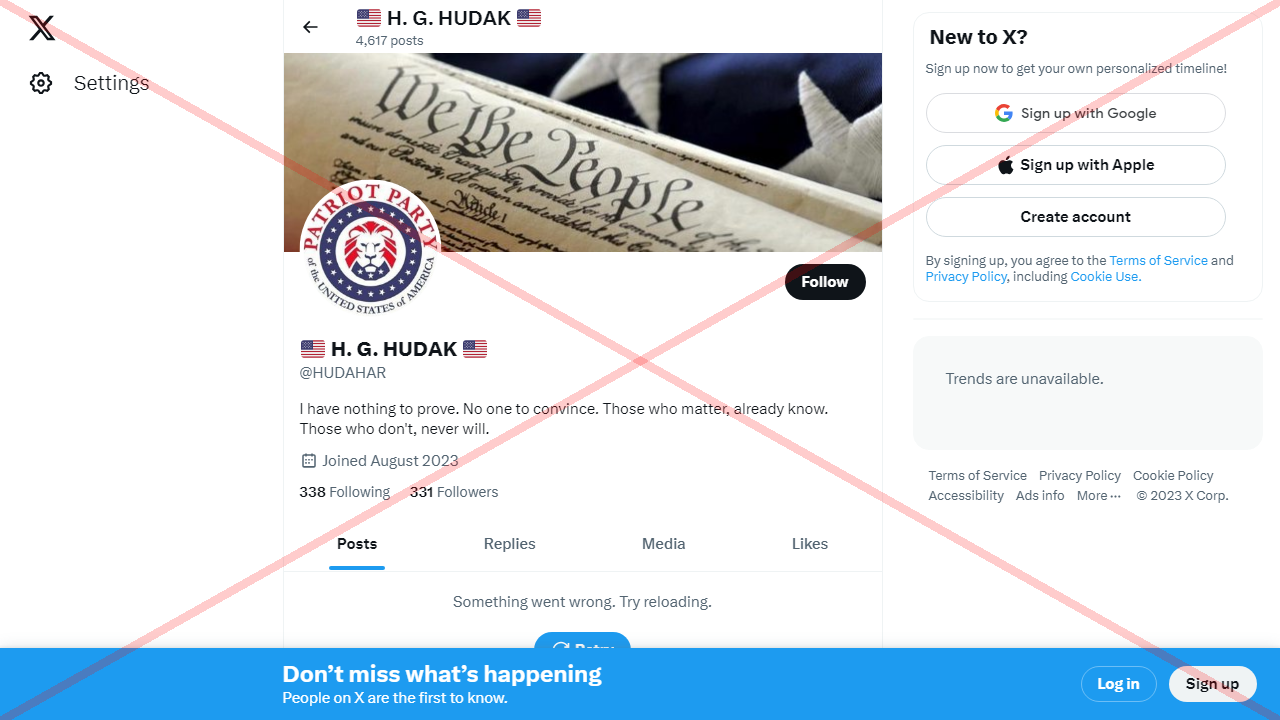 Settings
H. G. HUDAK
4,617 posts
We the People
PATRIOT PARTY
of the UNITED STATES of AMERICA
Follow
H. G. HUDAK
@HUDAHAR
I have nothing to prove. No one to convince. Those who matter, already know.
Those who don't, never will.
Joined August 2023
338 Following 331 Followers
Posts Replies Media Likes
Something went wrong. Try reloading.
Retry
New to X?
Sign up now to get your own personalized timeline!
Sign up with Google
Sign up with Apple
Create account
By signing up, you agree to the Terms of Service and
Privacy Policy, including Cookie Use.
Trends are unavailable.
Terms of Service Privacy Policy Cookie Policy
Accessibility Ads info More ··· © 2023 X Corp.
Don’t miss what’s happening
People on X are the first to know.
Log in Sign up